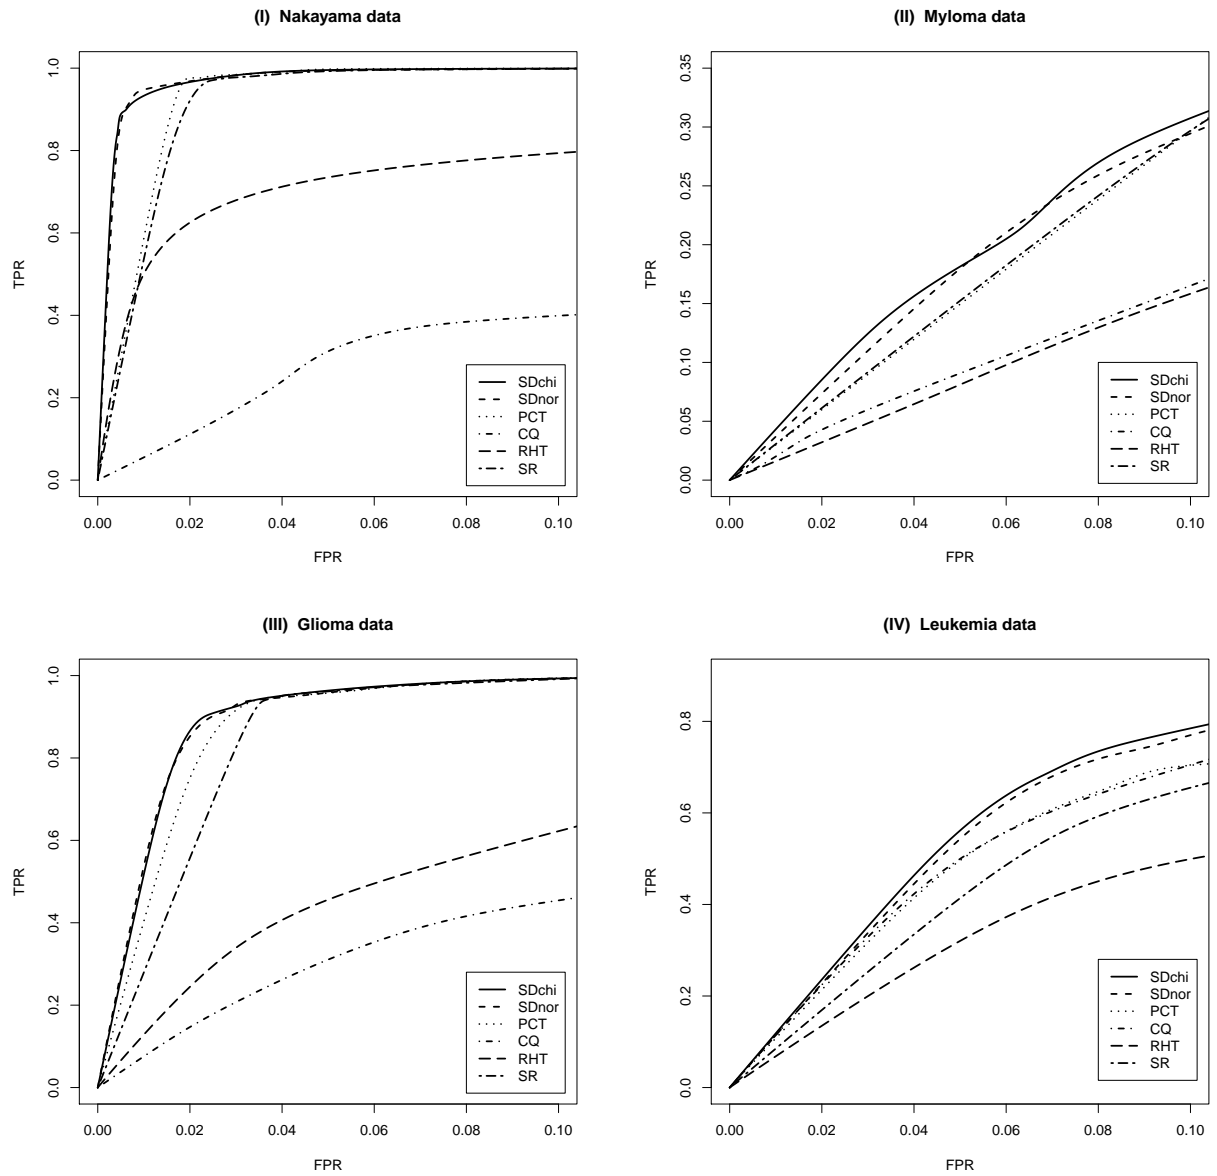 (I) Nakayama data
TPR
1.0
0.8
0.6
0.4
0.2
0.0
SDchi
SDnor
PCT
CQ
RHT
SR
0.00 0.02 0.04 0.06 0.08 0.10
FPR
(II) Myloma data
TPR
0.35
0.30
0.25
0.20
0.15
0.10
0.05
0.00
SDchi
SDnor
PCT
CQ
RHT
SR
0.00 0.02 0.04 0.06 0.08 0.10
FPR
(III) Glioma data
TPR
1.0
0.8
0.6
0.4
0.2
0.0
SDchi
SDnor
PCT
CQ
RHT
SR
0.00 0.02 0.04 0.06 0.08 0.10
FPR
(IV) Leukemia data
TPR
0.8
0.6
0.4
0.2
0.0
SDchi
SDnor
PCT
CQ
RHT
SR
0.00 0.02 0.04 0.06 0.08 0.10
FPR